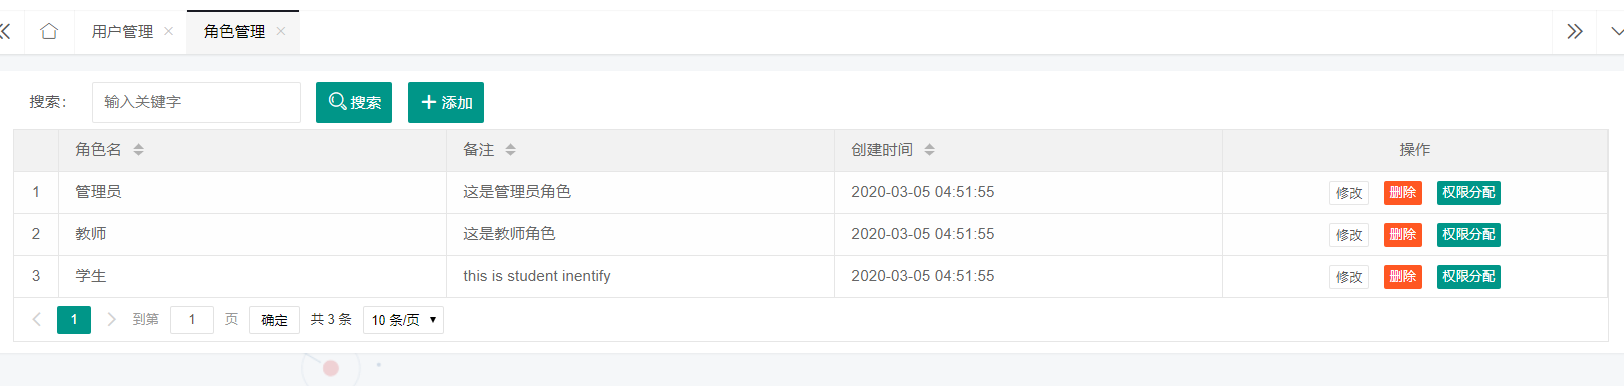 用户管理 角色管理
搜索： 输入关键字 搜索 添加
角色名 备注 创建时间 操作
1 管理员 这是管理员角色 2020-03-05 04:51:55 修改 删除 权限分配
2 教师 这是教师角色 2020-03-05 04:51:55 修改 删除 权限分配
3 学生 this is student inentify 2020-03-05 04:51:55 修改 删除 权限分配
1 到第 1 页 确定 共 3 条 10 条/页